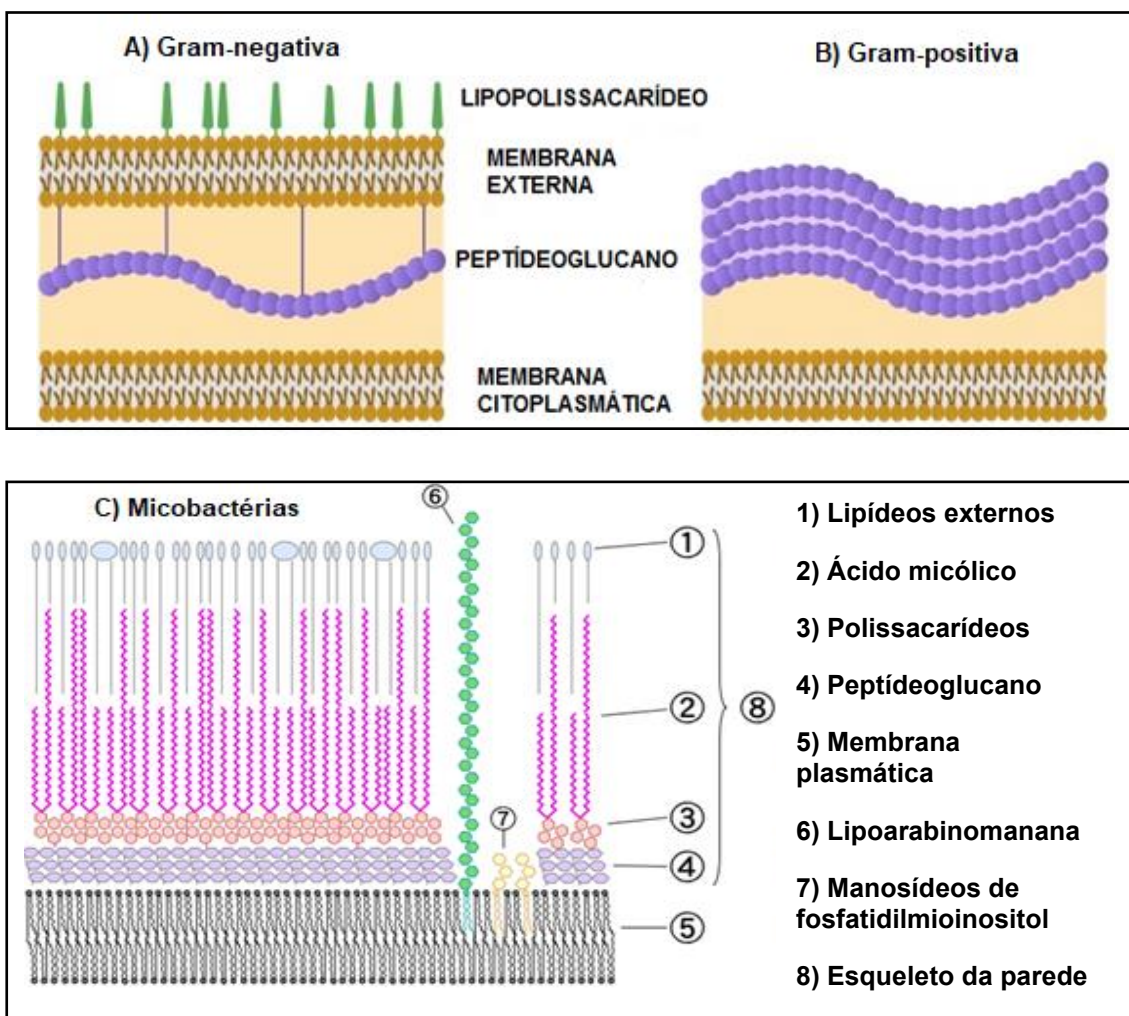 A) Gram-negativa
B) Gram-positiva
LIPOPOLISSACARÍDEO
MEMBRANA
EXTERNA
PEPTÍDEOGLUCANO
MEMBRANA
CITOPLASMÁTICA
C) Micobactérias
6
1
2
8
7
3
4
5
1) Lipídeos externos
2) Ácido micólico
3) Polissacarídeos
4) Peptídeoglucano
5) Membrana
plasmática
6) Lipoarabinomanana
7) Manosídeos de
fosfatidilmioinositol
8) Esqueleto da parede